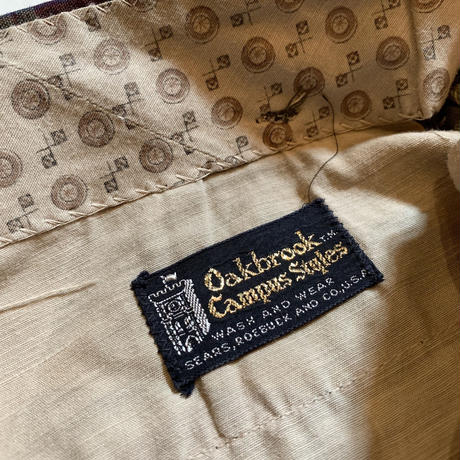 Oakbrook T.M.
Campus Styles
WASH AND WEAR
SEARS, ROEBUCK AND CO., U.S.A.